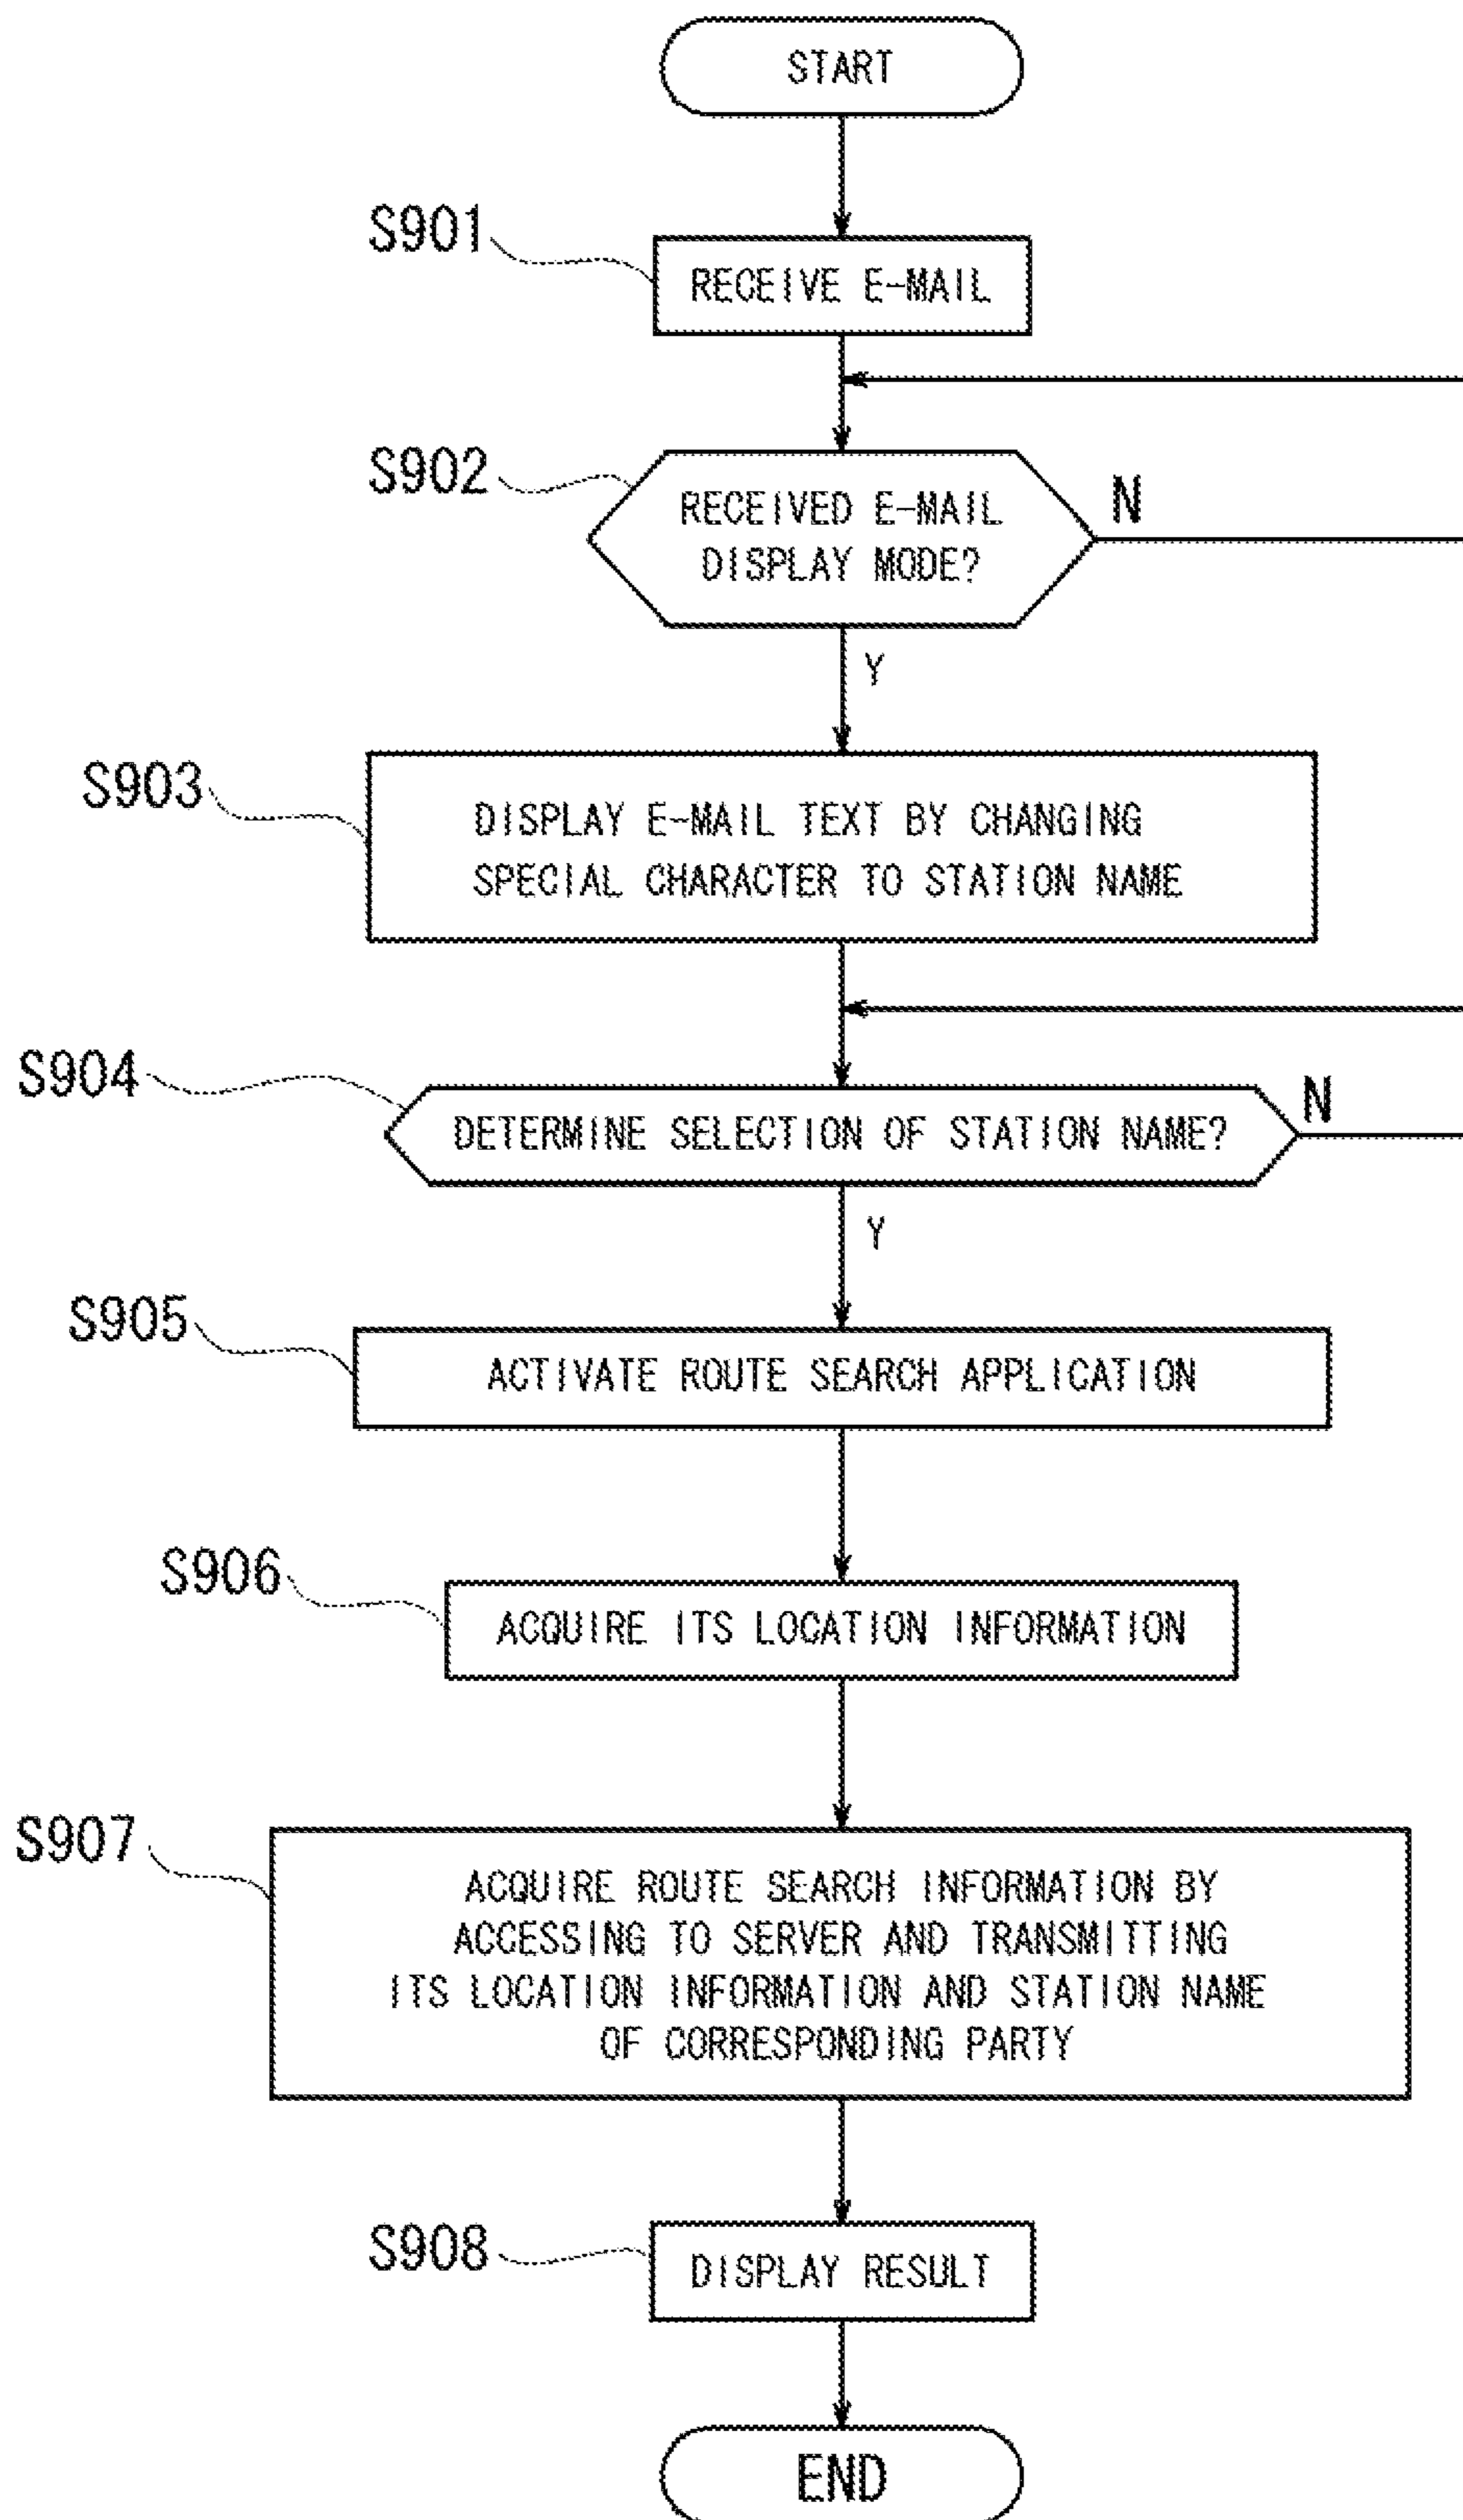 START
S901
RECEIVE E-MAIL
S902
RECEIVED E-MAIL
DISPLAY MODE?
N
Y
S903
DISPLAY E-MAIL TEXT BY CHANGING
SPECIAL CHARACTER TO STATION NAME
S904
DETERMINE SELECTION OF STATION NAME?
N
Y
S905
ACTIVATE ROUTE SEARCH APPLICATION
S906
ACQUIRE ITS LOCATION INFORMATION
S907
ACQUIRE ROUTE SEARCH INFORMATION BY
ACCESSING TO SERVER AND TRANSMITTING
ITS LOCATION INFORMATION AND STATION NAME
OF CORRESPONDING PARTY
S908
DISPLAY RESULT
END